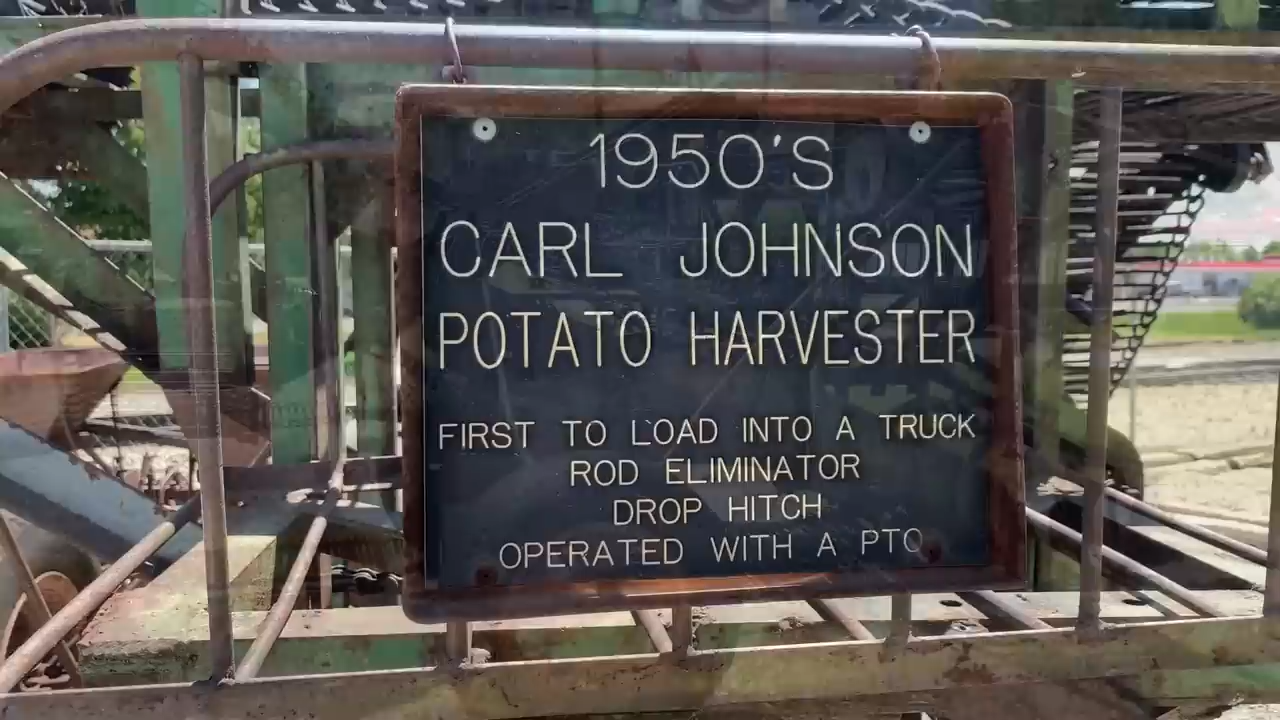 1950'S
CARL JOHNSON
POTATO HARVESTER
FIRST TO LOAD INTO A TRUCK
ROD ELIMINATOR
DROP HITCH
OPERATED WITH A PTO